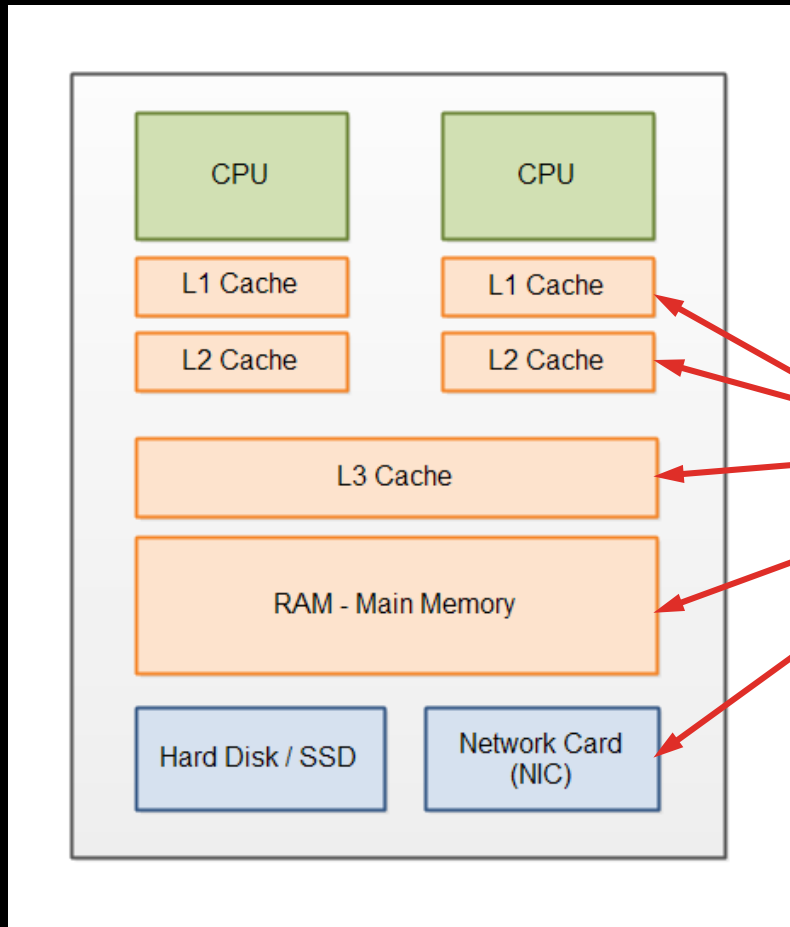 CPU
CPU
L1 Cache
L1 Cache
L2 Cache
L2 Cache
L3 Cache
RAM - Main Memory
Hard Disk / SSD
Network Card
(NIC)